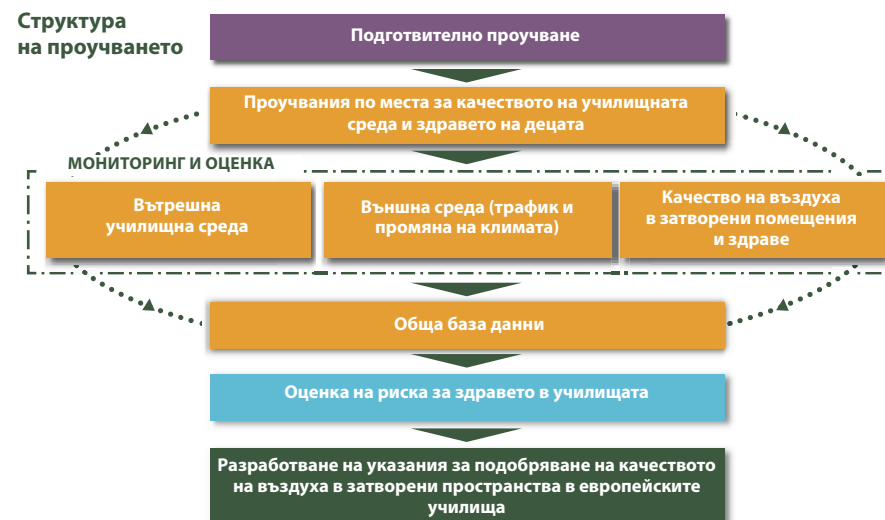 Структура
на проучването
Подготвително проучване
Проучвания по места за качеството на училищната
среда и здравето на децата
МОНИТОРИНГ И ОЦЕНКА
Вътрешна
училищна среда
Външна среда (трафик и
промяна на климата)
Качество на въздуха
в затворени помещения
и здраве
Обща база данни
Оценка на риска за здравето в училищата
Разработване на указания за подобряване на качеството
на въздуха в затворени пространства в европейските
училища